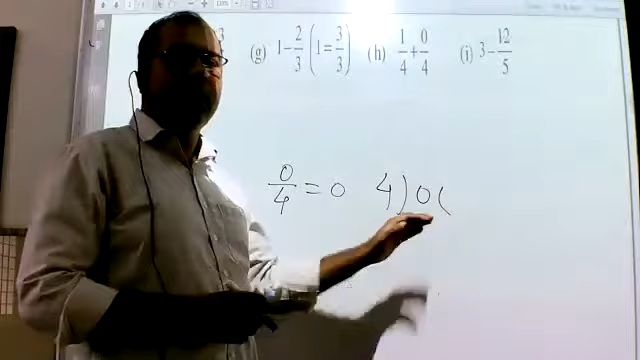 (g) 1 - 2/3 (1 = 3/3) (h) 1/4 + 0/4 (i) 3 - 12/5
0/4 = 0 4)0(